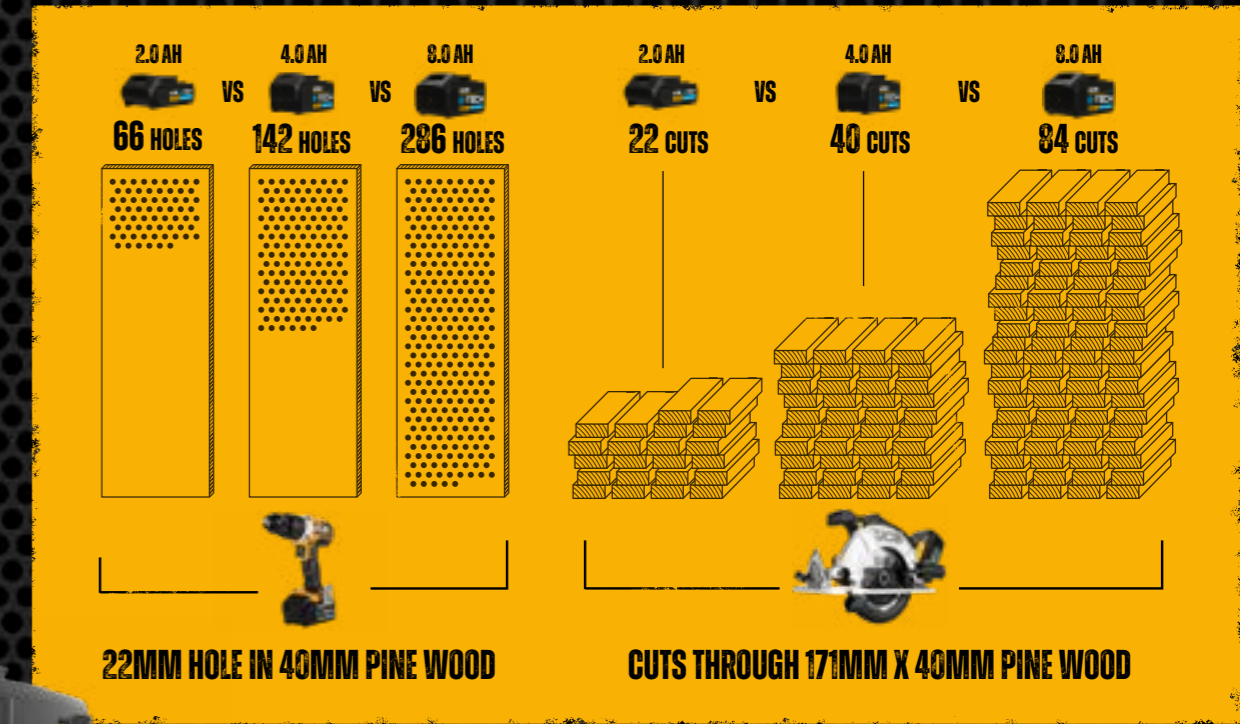 2.0 AH VS 4.0 AH VS 8.0 AH
66 HOLES 142 HOLES 286 HOLES
22MM HOLE IN 40MM PINE WOOD
2.0 AH VS 4.0 AH VS 8.0 AH
22 CUTS 40 CUTS 84 CUTS
CUTS THROUGH 171MM X 40MM PINE WOOD